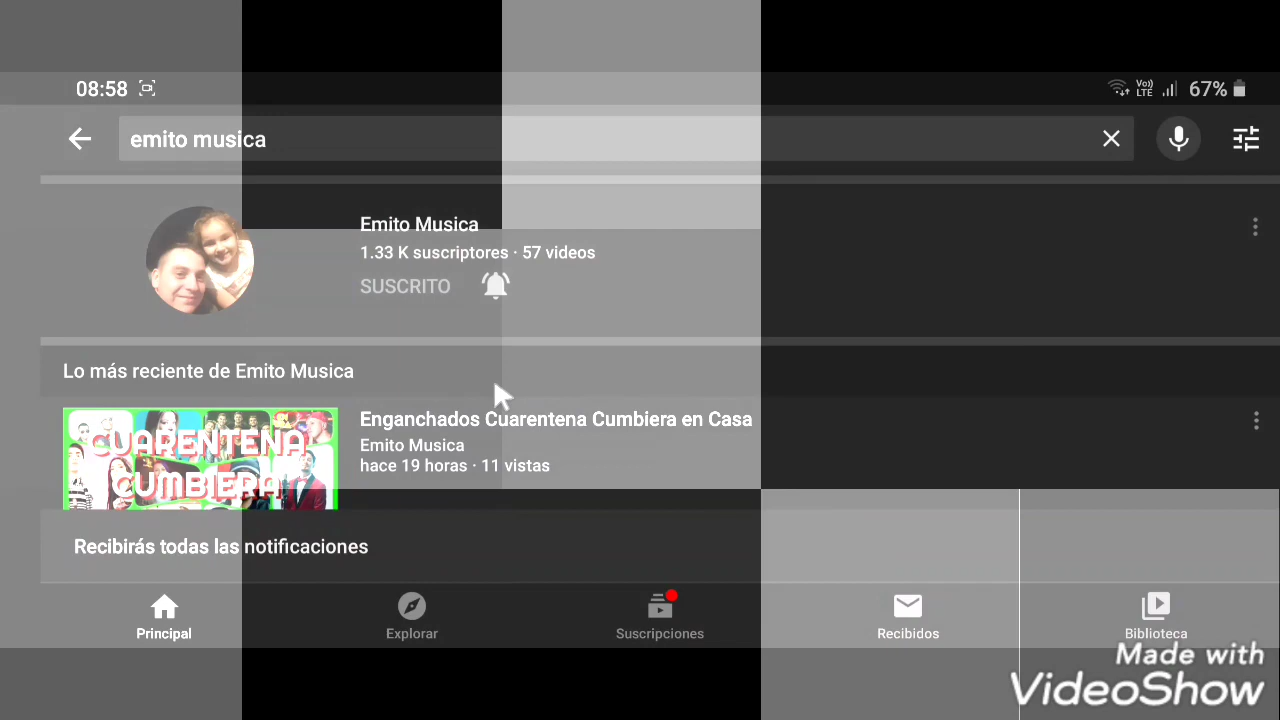 08:58
Vo)) LTE
67%
emito musica
Emito Musica
1.33 K suscriptores · 57 videos
SUSCRITO
Lo más reciente de Emito Musica
CUARENTENA
CUMBIERA
Enganchados Cuarentena Cumbiera en Casa
Emito Musica
hace 19 horas · 11 vistas
Recibirás todas las notificaciones
Principal
Explorar
Suscripciones
Recibidos
Biblioteca
Made with
VideoShow